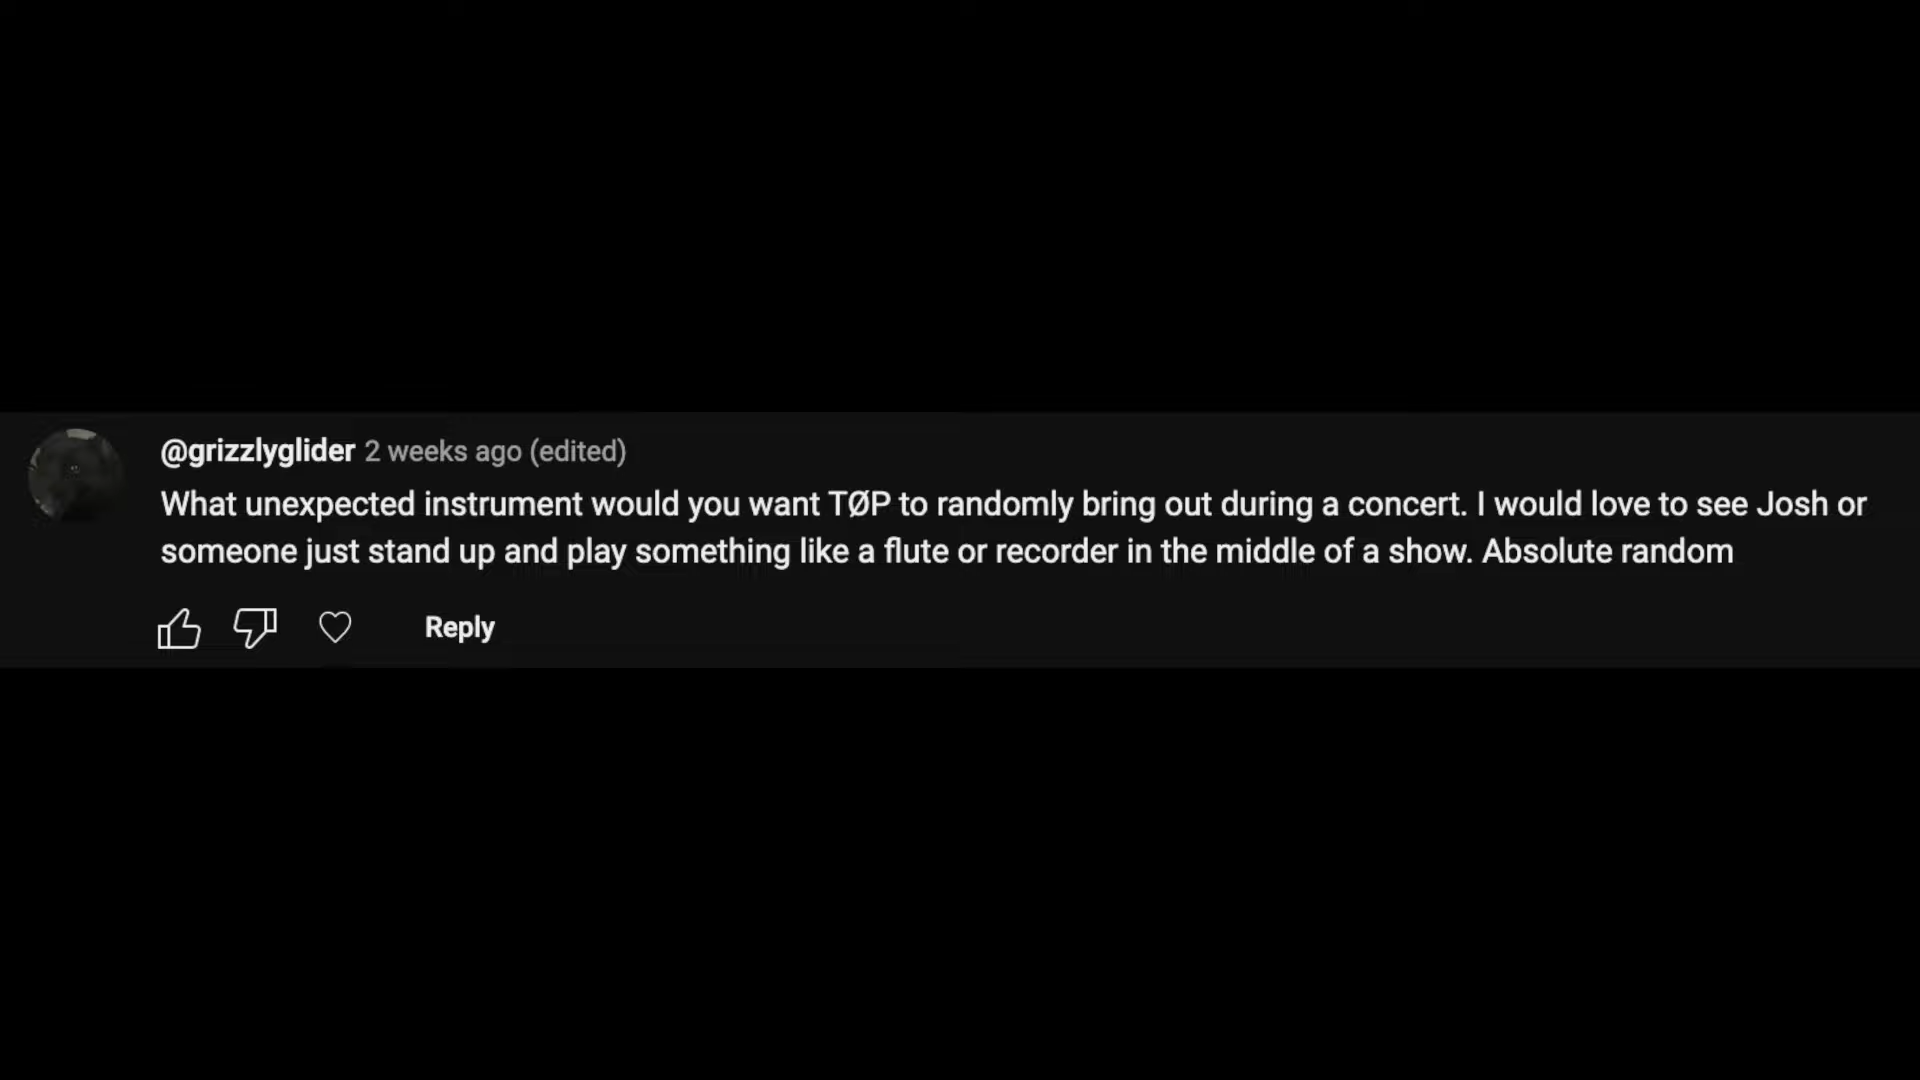 @grizzlyglider 2 weeks ago (edited)
What unexpected instrument would you want TØP to randomly bring out during a concert. I would love to see Josh or
someone just stand up and play something like a flute or recorder in the middle of a show. Absolute random
Reply